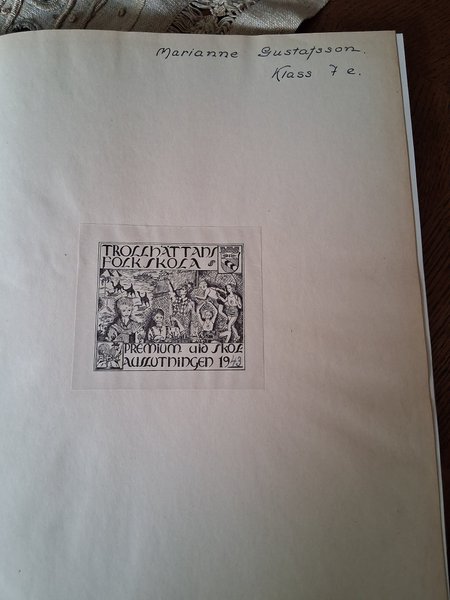 Marianne Gustafsson.
Klass 7 e.
TROLLHÄTTANS
FOLKSKOLA
PREMIUM vid SKOL-
AVSLUTNINGEN 1943